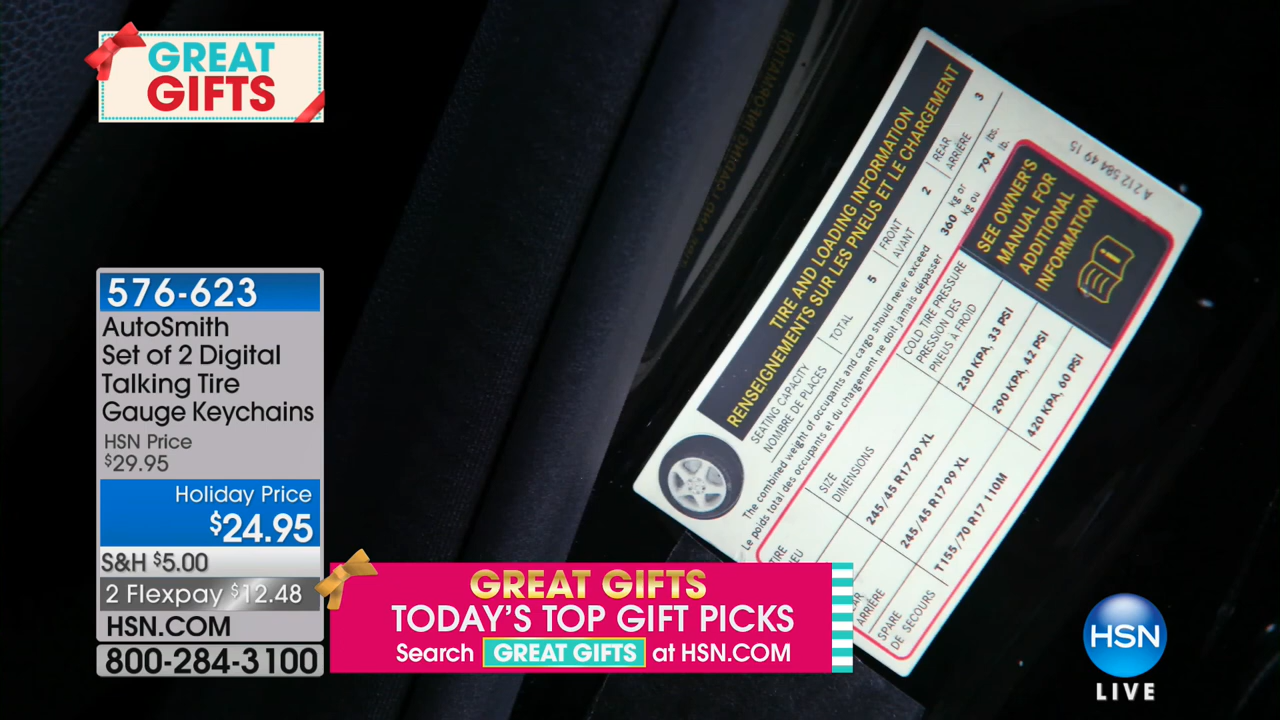 GREAT
GIFTS
576-623
AutoSmith
Set of 2 Digital
Talking Tire
Gauge Keychains
HSN Price
$29.95
Holiday Price
$24.95
S&H $5.00
2 Flexpay $12.48
HSN.COM
800-284-3100
TIRE AND LOADING INFORMATION
RENSEIGNEMENTS SUR LES PNEUS ET LE CHARGEMENT
SEATING CAPACITY
NOMBRE DE PLACES
TOTAL 5
FRONT
AVANT
2
REAR
ARRIÈRE
3
The combined weight of occupants and cargo should never exceed 360 kg or 794 lbs.
Le poids total des occupants et du chargement ne doit jamais dépasser kg ou lb.
TIRE
SIZE
DIMENSIONS
COLD TIRE PRESSURE
PRESSION DES
PNEUS A FROID
245/45 R17 99 XL
230 KPA, 33 PSI
ARRIÈRE
245/45 R17 99 XL
290 KPA, 42 PSI
SPARE
DE SECOURS
T155/70 R17 110M
420 KPA, 60 PSI
SEE OWNER'S
MANUAL FOR
ADDITIONAL
INFORMATION
A 212 584 49 15
GREAT GIFTS
TODAY'S TOP GIFT PICKS
Search GREAT GIFTS at HSN.COM
HSN
LIVE